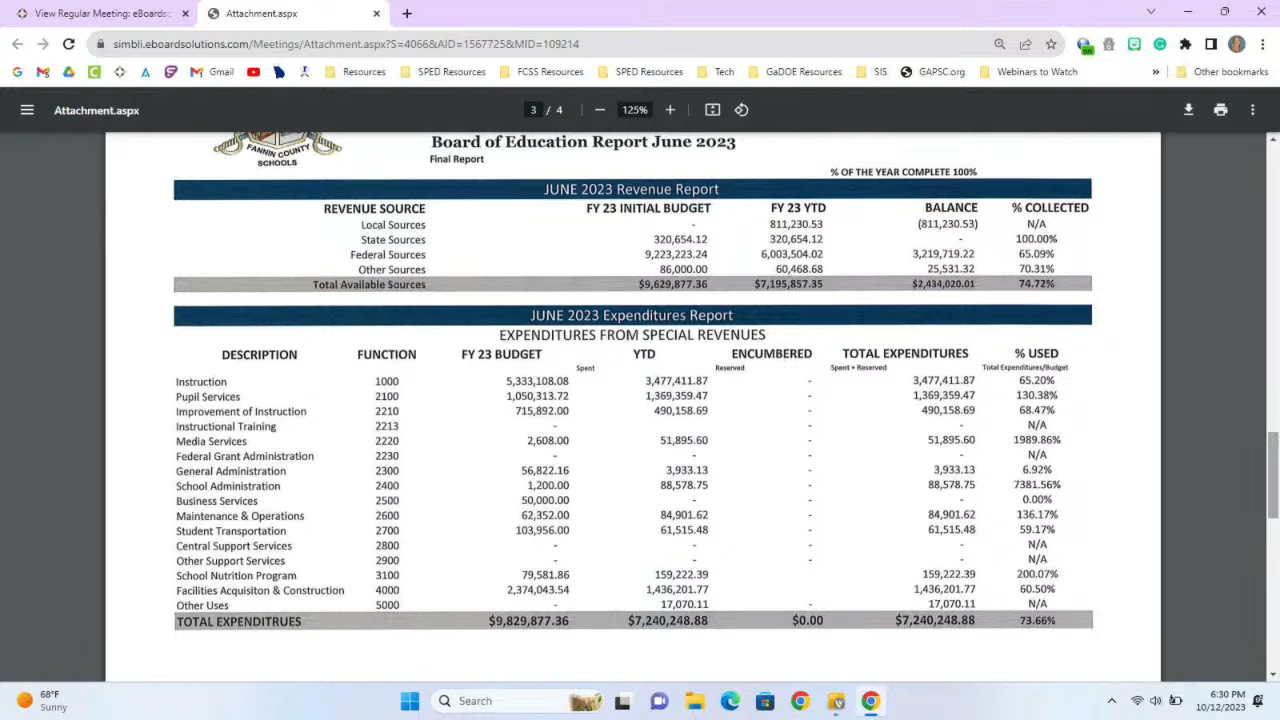 View Regular Meeting: eBoardso
Attachment.aspx
simbli.eboardsolutions.com/Meetings/Attachment.aspx?S=4066&AID=1567725&MID=109214
Gmail Resources SPED Resources FCSS Resources SPED Resources Tech GaDOE Resources SIS GAPSC.org Webinars to Watch » Other bookmarks
Attachment.aspx 3 / 4 125%
FANNIN COUNTY
SCHOOLS
Board of Education Report June 2023
Final Report
% OF THE YEAR COMPLETE 100%
JUNE 2023 Revenue Report
REVENUE SOURCE FY 23 INITIAL BUDGET FY 23 YTD BALANCE % COLLECTED
Local Sources - 811,230.53 (811,230.53) N/A
State Sources 320,654.12 320,654.12 - 100.00%
Federal Sources 9,223,223.24 6,003,504.02 3,219,719.22 65.09%
Other Sources 86,000.00 60,468.68 25,531.32 70.31%
Total Available Sources $9,629,877.36 $7,195,857.35 $2,434,020.01 74.72%
JUNE 2023 Expenditures Report
EXPENDITURES FROM SPECIAL REVENUES
DESCRIPTION FUNCTION FY 23 BUDGET YTD ENCUMBERED TOTAL EXPENDITURES % USED
Spent Reserved Spent + Reserved Total Expenditures/Budget
Instruction 1000 5,333,108.08 3,477,411.87 - 3,477,411.87 65.20%
Pupil Services 2100 1,050,313.72 1,369,359.47 - 1,369,359.47 130.38%
Improvement of Instruction 2210 715,892.00 490,158.69 - 490,158.69 68.47%
Instructional Training 2213 - - - - N/A
Media Services 2220 2,608.00 51,895.60 - 51,895.60 1989.86%
Federal Grant Administration 2230 - - - - N/A
General Administration 2300 56,822.16 3,933.13 - 3,933.13 6.92%
School Administration 2400 1,200.00 88,578.75 - 88,578.75 7381.56%
Business Services 2500 50,000.00 - - - 0.00%
Maintenance & Operations 2600 62,352.00 84,901.62 - 84,901.62 136.17%
Student Transportation 2700 103,956.00 61,515.48 - 61,515.48 59.17%
Central Support Services 2800 - - - - N/A
Other Support Services 2900 - - - - N/A
School Nutrition Program 3100 79,581.86 159,222.39 - 159,222.39 200.07%
Facilities Acquisiton & Construction 4000 2,374,043.54 1,436,201.77 1,436,201.77 60.50%
Other Uses 5000 - 17,070.11 - 17,070.11 N/A
TOTAL EXPENDITRUES $9,829,877.36 $7,240,248.88 $0.00 $7,240,248.88 73.66%
68°F
Sunny
Search
6:30 PM
10/12/2023